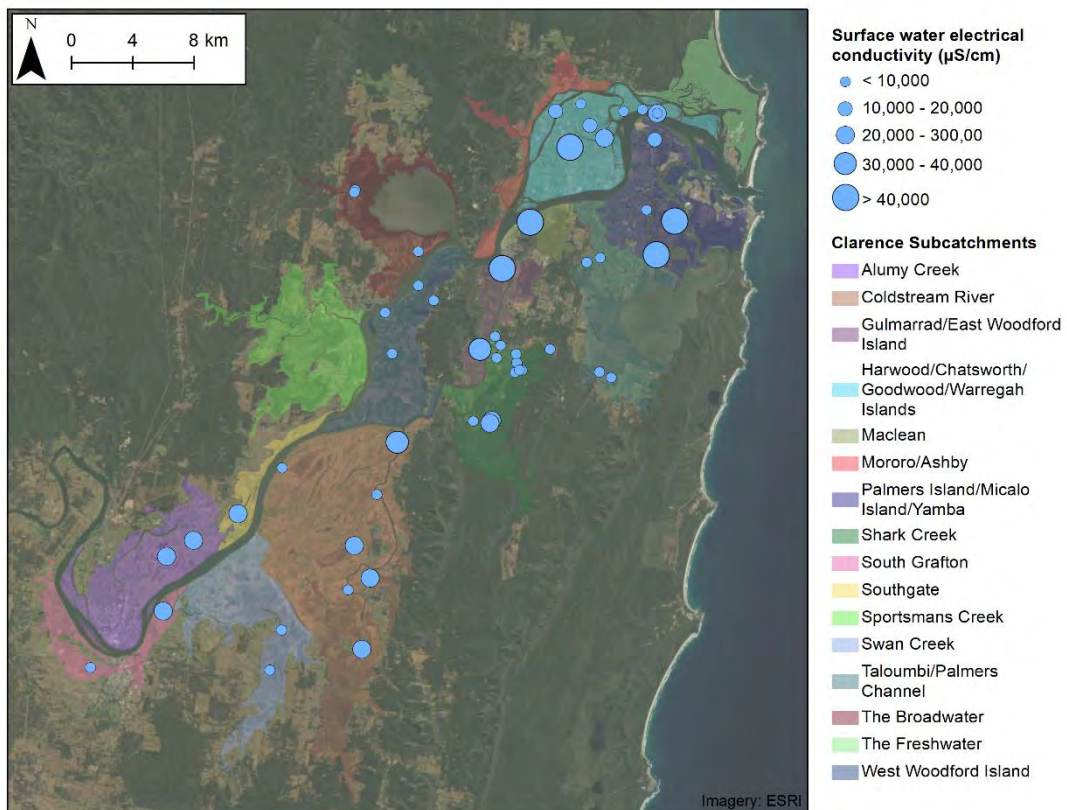 N
0 4 8 km
Surface water electrical
conductivity (µS/cm)
< 10,000
10,000 - 20,000
20,000 - 300,00
30,000 - 40,000
> 40,000
Clarence Subcatchments
Alumy Creek
Coldstream River
Gulmarrad/East Woodford
Island
Harwood/Chatsworth/
Goodwood/Warregah
Islands
Maclean
Mororo/Ashby
Palmers Island/Micalo
Island/Yamba
Shark Creek
South Grafton
Southgate
Sportsmans Creek
Swan Creek
Taloumbi/Palmers
Channel
The Broadwater
The Freshwater
West Woodford Island
Imagery: ESRI